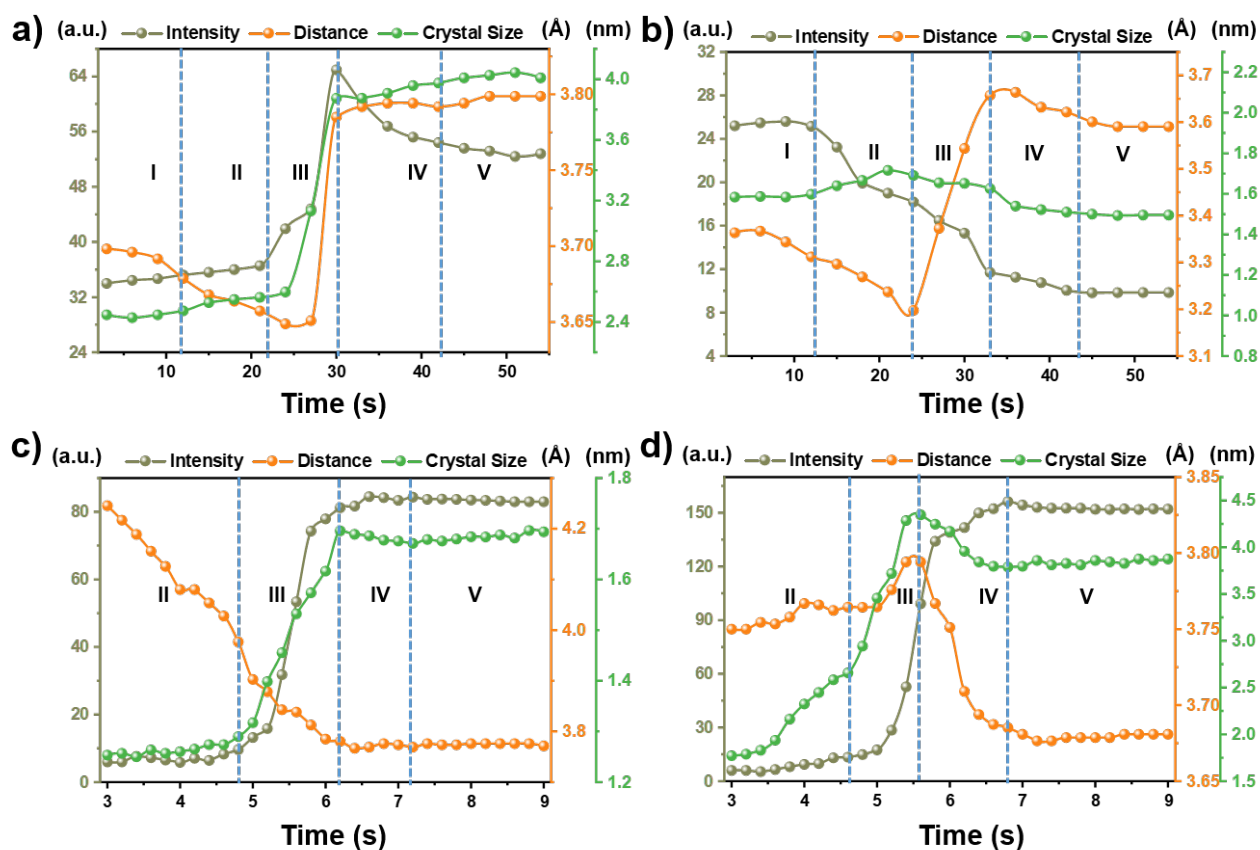 a) (a.u.) Intensity Distance Crystal Size (Å) (nm)
64 56 48 40 32 24
I II III IV V
3.80 3.75 3.70 3.65
4.0 3.6 3.2 2.8 2.4
10 20 30 40 50
Time (s)
b) (a.u.) Intensity Distance Crystal Size (Å) (nm)
32 28 24 20 16 12 8 4
I II III IV V
3.7 3.6 3.5 3.4 3.3 3.2 3.1
2.2 2.0 1.8 1.6 1.4 1.2 1.0 0.8
10 20 30 40 50
Time (s)
c) (a.u.) Intensity Distance Crystal Size (Å) (nm)
80 60 40 20 0
II III IV V
4.2 4.0 3.8
1.8 1.6 1.4 1.2
3 4 5 6 7 8 9
Time (s)
d) (a.u.) Intensity Distance Crystal Size (Å) (nm)
150 120 90 60 30 0
II III IV V
3.85 3.80 3.75 3.70 3.65
4.5 4.0 3.5 3.0 2.5 2.0 1.5
3 4 5 6 7 8 9
Time (s)